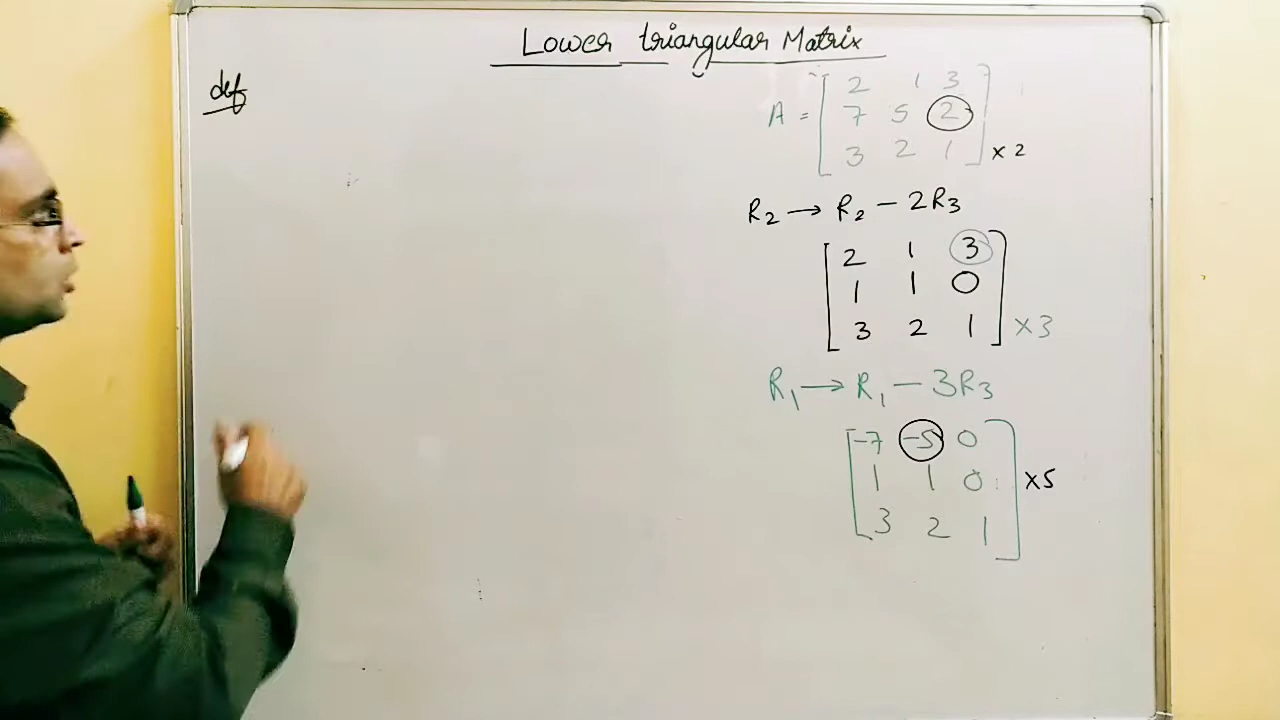 Lower triangular Matrix
def
A = [ 2 1 3
7 5 2
3 2 1 ] × 2
R₂ → R₂ − 2R₃
[ 2 1 3
1 1 0
3 2 1 ] × 3
R₁ → R₁ − 3R₃
[ −7 −5 0
1 1 0
3 2 1 ] × 5